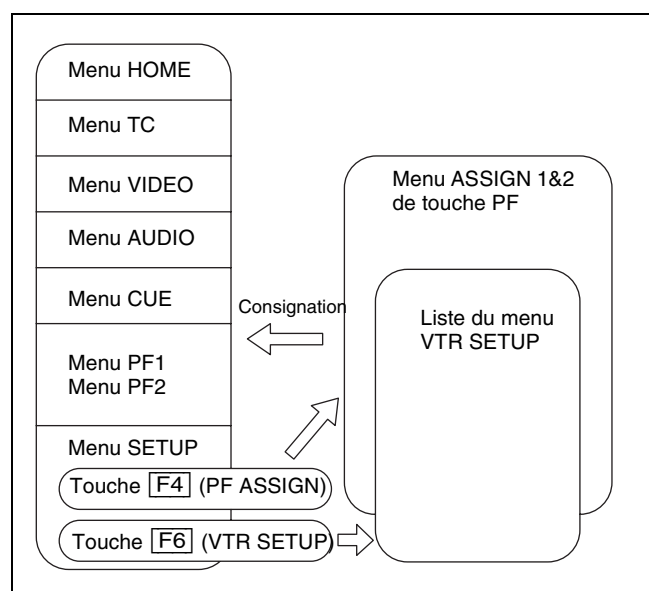 Menu HOME
Menu TC
Menu VIDEO
Menu AUDIO
Menu CUE
Menu PF1
Menu PF2
Menu SETUP
Touche F4 (PF ASSIGN)
Touche F6 (VTR SETUP)
Consignation
Menu ASSIGN 1&2
de touche PF
Liste du menu
VTR SETUP